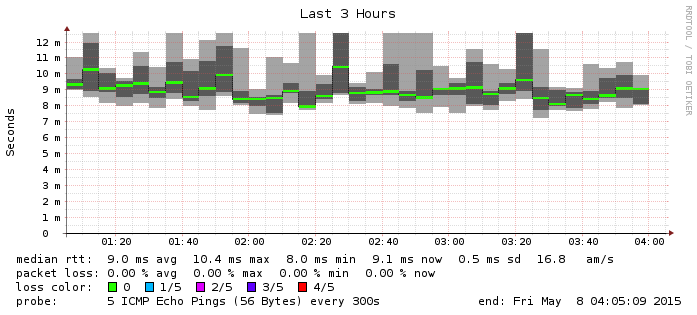 Last 3 Hours
RRDTOOL / TOBI OETIKER
Seconds
12 m
11 m
10 m
9 m
8 m
7 m
6 m
5 m
4 m
3 m
2 m
1 m
0
01:20 01:40 02:00 02:20 02:40 03:00 03:20 03:40 04:00
median rtt: 9.0 ms avg 10.4 ms max 8.0 ms min 9.1 ms now 0.5 ms sd 16.8 am/s
packet loss: 0.00 % avg 0.00 % max 0.00 % min 0.00 % now
loss color: 0 1/5 2/5 3/5 4/5
probe: 5 ICMP Echo Pings (56 Bytes) every 300s end: Fri May 8 04:05:09 2015